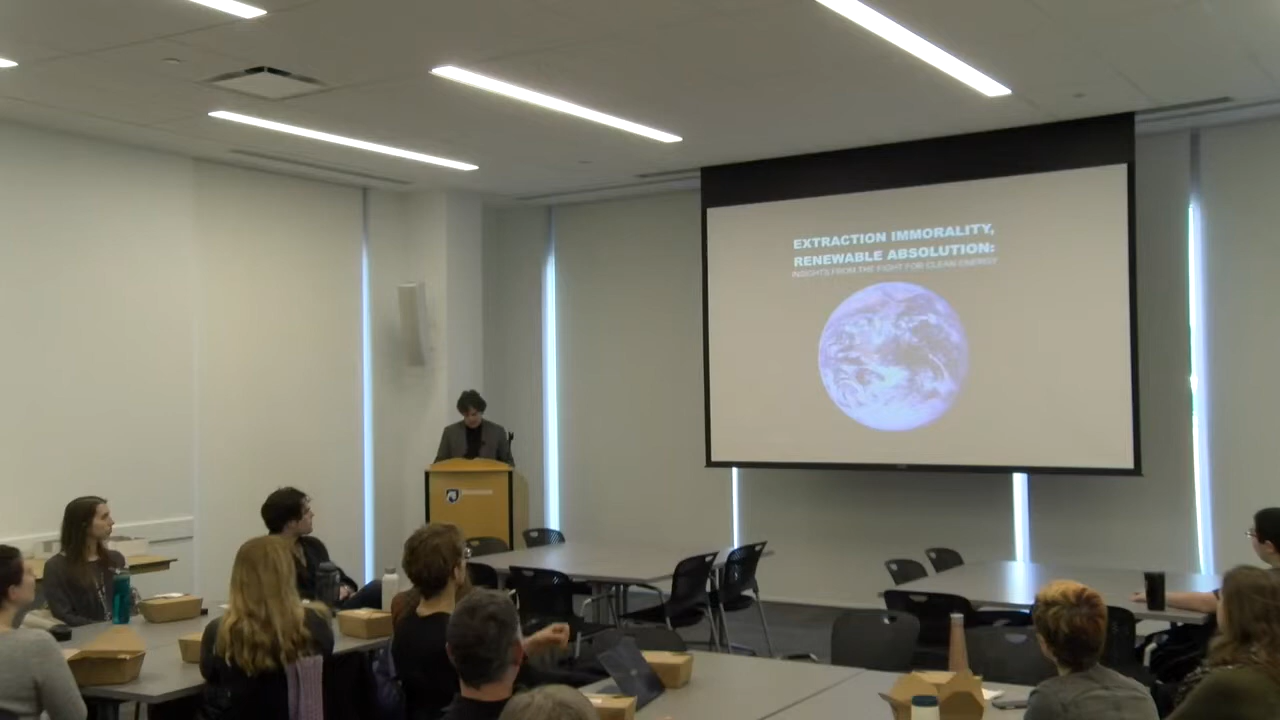 EXTRACTION IMMORALITY,
RENEWABLE ABSOLUTION:
INSIGHTS FROM THE FIGHT FOR CLEAN ENERGY